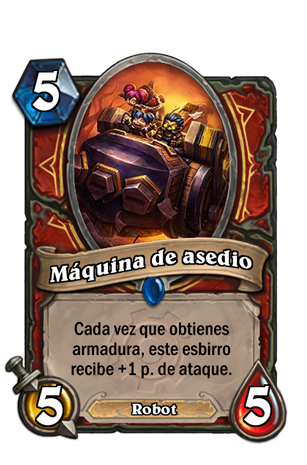 5
Máquina de asedio
Cada vez que obtienes
armadura, este esbirro
recibe +1 p. de ataque.
5
Robot
5